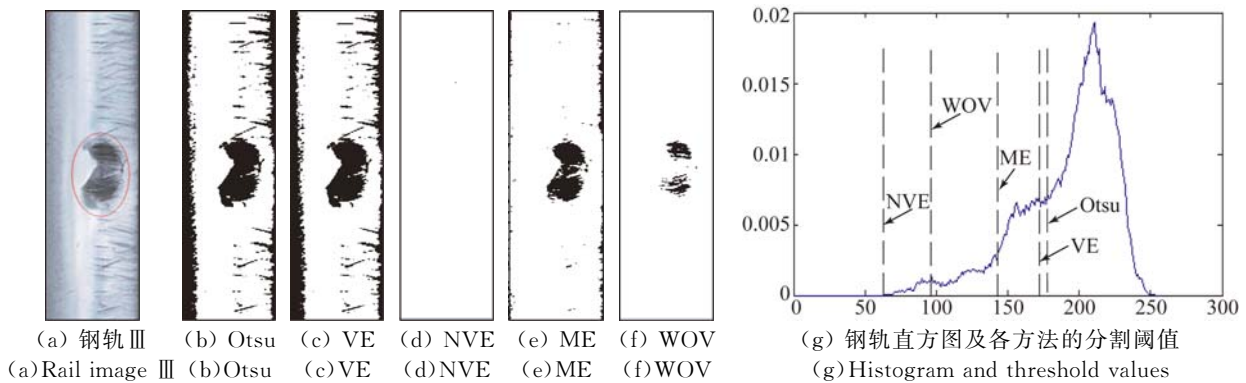 0.02
0.015
0.01
0.005
0
0 50 100 150 200 250 300
NVE
WOV
ME
Otsu
VE
(a) 钢轨Ⅲ (b) Otsu (c) VE (d) NVE (e) ME (f) WOV
(a)Rail image Ⅲ (b)Otsu (c)VE (d)NVE (e)ME (f)WOV
(g) 钢轨直方图及各方法的分割阈值
(g)Histogram and threshold values